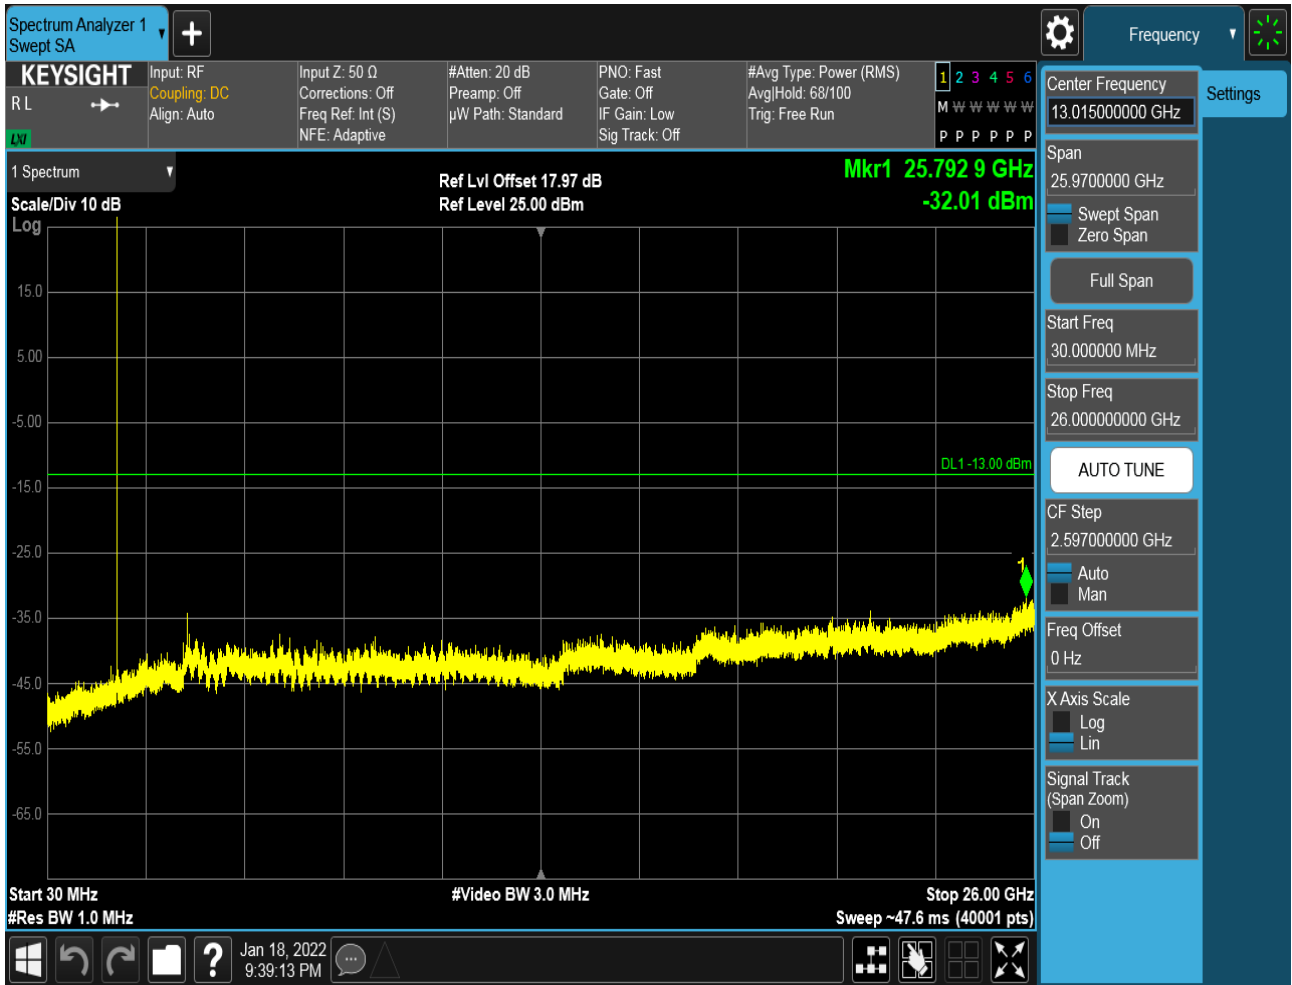 Spectrum Analyzer 1
Swept SA
Frequency
KEYSIGHT
R L
LXI
Input: RF
Coupling: DC
Align: Auto
Input Z: 50 Ω
Corrections: Off
Freq Ref: Int (S)
NFE: Adaptive
#Atten: 20 dB
Preamp: Off
µW Path: Standard
PNO: Fast
Gate: Off
IF Gain: Low
Sig Track: Off
#Avg Type: Power (RMS)
Avg|Hold: 68/100
Trig: Free Run
1 2 3 4 5 6
M W W W W W
P P P P P P
1 Spectrum
Scale/Div 10 dB
Log
Ref Lvl Offset 17.97 dB
Ref Level 25.00 dBm
Mkr1 25.792 9 GHz
-32.01 dBm
15.0
5.00
-5.00
-15.0
-25.0
-35.0
-45.0
-55.0
-65.0
DL1 -13.00 dBm
1
Start 30 MHz
#Res BW 1.0 MHz
#Video BW 3.0 MHz
Stop 26.00 GHz
Sweep ~47.6 ms (40001 pts)
Jan 18, 2022
9:39:13 PM
Center Frequency
13.015000000 GHz
Span
25.9700000 GHz
Swept Span
Zero Span
Full Span
Start Freq
30.000000 MHz
Stop Freq
26.000000000 GHz
AUTO TUNE
CF Step
2.597000000 GHz
Auto
Man
Freq Offset
0 Hz
X Axis Scale
Log
Lin
Signal Track
(Span Zoom)
On
Off
Settings